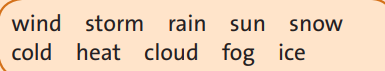 wind storm rain sun snow
cold heat cloud fog ice